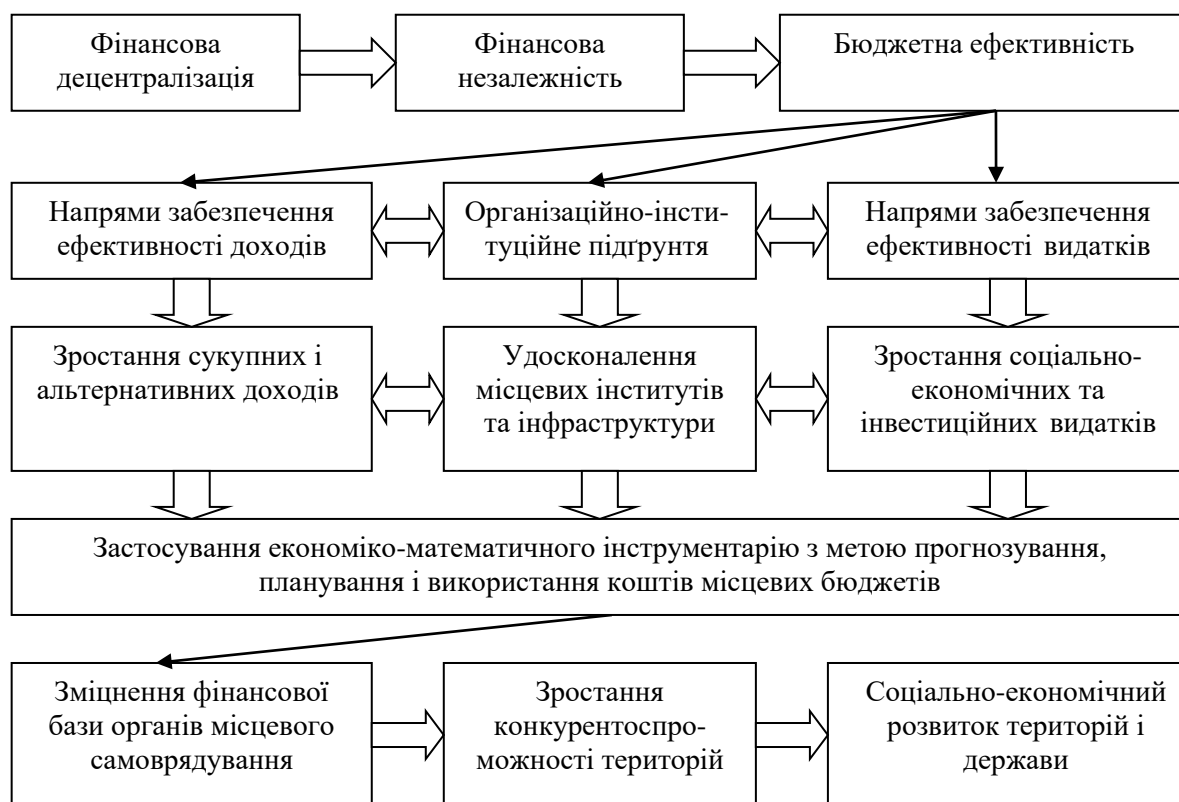 Фінансова
децентралізація
Фінансова
незалежність
Бюджетна ефективність
Напрями забезпечення
ефективності доходів
Організаційно-інсти-
туційне підґрунтя
Напрями забезпечення
ефективності видатків
Зростання сукупних і
альтернативних доходів
Удосконалення
місцевих інститутів
та інфраструктури
Зростання соціально-
економічних та
інвестиційних видатків
Застосування економіко-математичного інструментарію з метою прогнозування,
планування і використання коштів місцевих бюджетів
Зміцнення фінансової
бази органів місцевого
самоврядування
Зростання
конкурентоспро-
можності територій
Соціально-економічний
розвиток територій і
держави